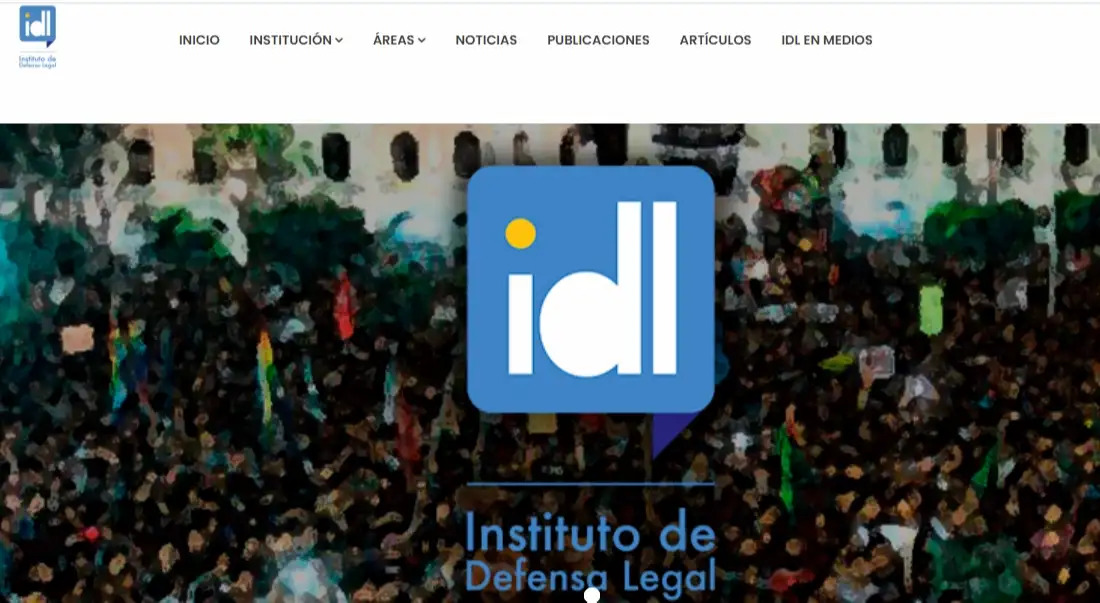 idl
Instituto de
Defensa Legal
INICIO INSTITUCIÓN ÁREAS NOTICIAS PUBLICACIONES ARTÍCULOS IDL EN MEDIOS
idl
Instituto de
Defensa Legal